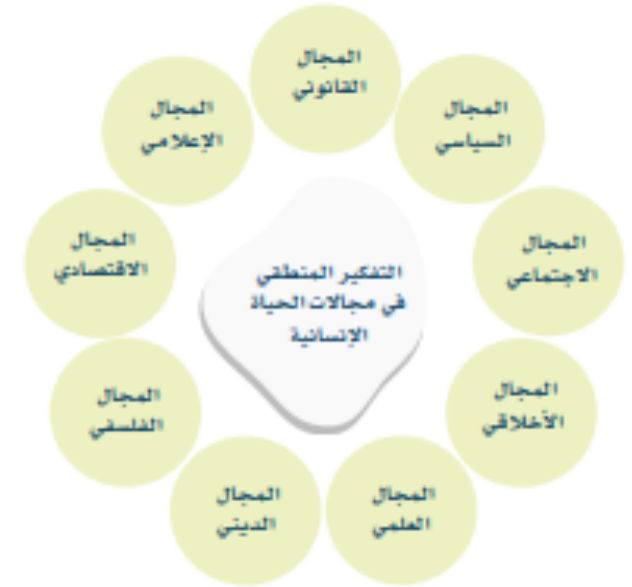 المجال
القانوني
المجال
السياسي
المجال
الاجتماعي
المجال
الأخلاقي
المجال
العلمي
المجال
الديني
المجال
الفلسفي
المجال
الاقتصادي
المجال
الإعلامي
التفكير المنطقي
في مجالات الحياة
الإنسانية